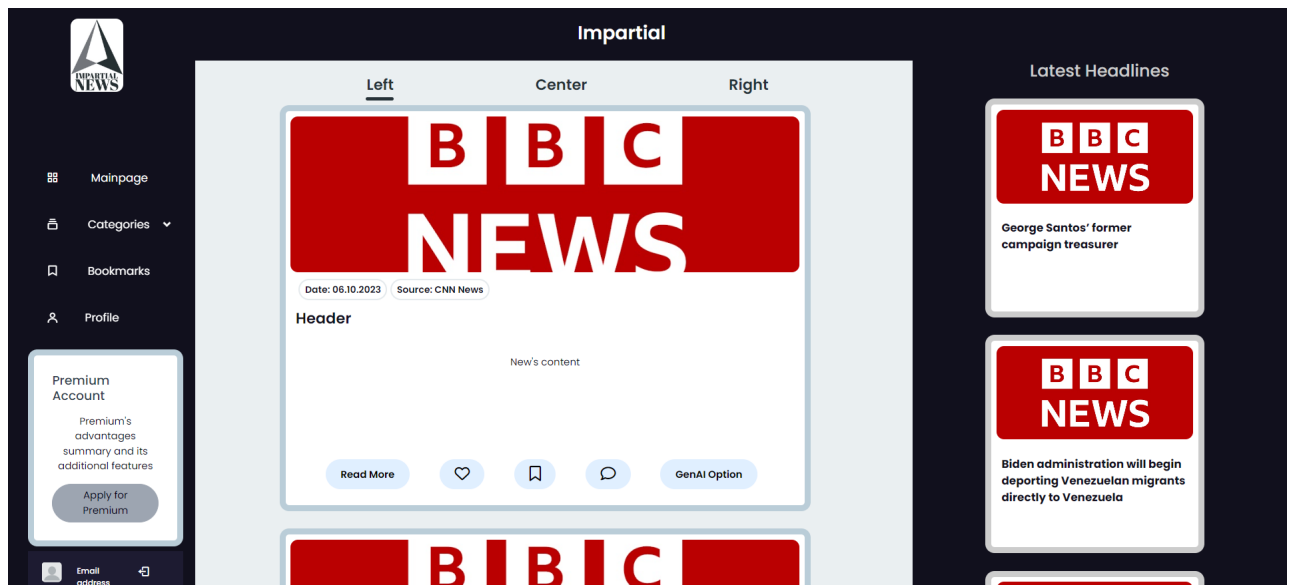 IMPARTIAL
NEWS
Mainpage
Categories
Bookmarks
Profile
Premium
Account
Premium's
advantages
summary and its
additional features
Apply for
Premium
Email
address
Impartial
Left
Center
Right
BBC
NEWS
Date: 06.10.2023
Source: CNN News
Header
New's content
Read More
GenAI Option
BBC
Latest Headlines
BBC
NEWS
George Santos’ former
campaign treasurer
BBC
NEWS
Biden administration will begin
deporting Venezuelan migrants
directly to Venezuela